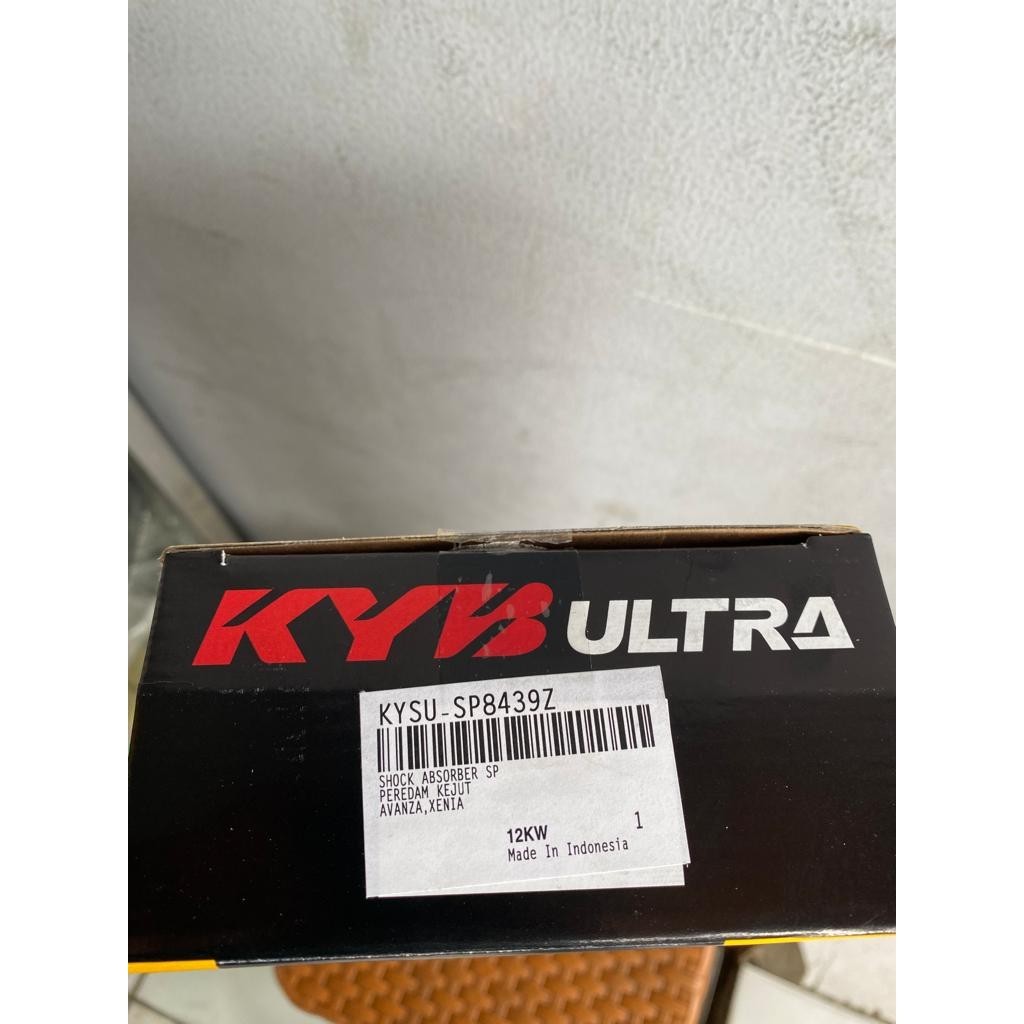 KYB ULTRA
KYSU-SP8439Z
SHOCK ABSORBER SP
PEREDAM KEJUT
AVANZA,XENIA
12KW 1
Made In Indonesia